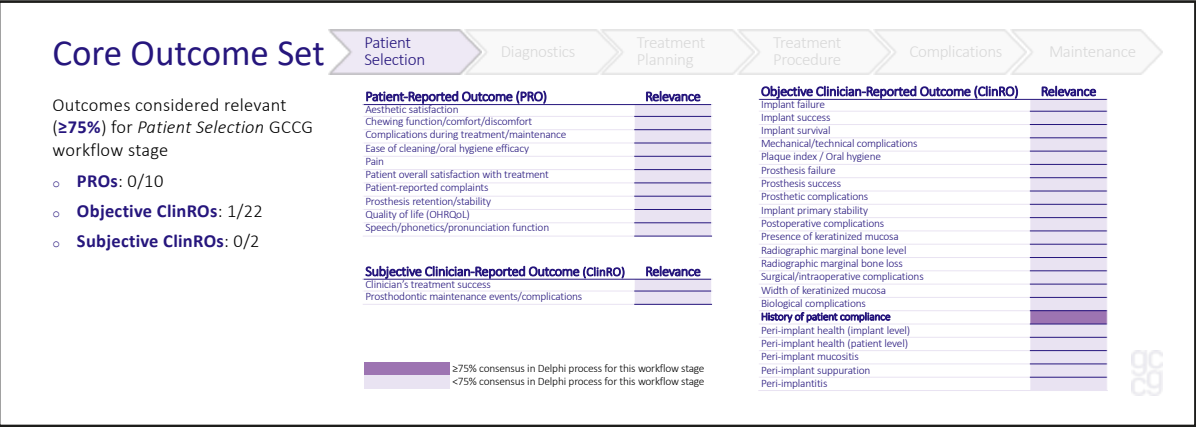 Core Outcome Set
Patient
Selection
Diagnostics
Treatment
Planning
Treatment
Procedure
Complications
Maintenance
Outcomes considered relevant
(≥75%) for Patient Selection GCCG
workflow stage
PROs: 0/10
Objective ClinROs: 1/22
Subjective ClinROs: 0/2
Patient-Reported Outcome (PRO) Relevance
Aesthetic satisfaction
Chewing function/comfort/discomfort
Complications during treatment/maintenance
Ease of cleaning/oral hygiene efficacy
Pain
Patient overall satisfaction with treatment
Patient-reported complaints
Prosthesis retention/stability
Quality of life (OHRQoL)
Speech/phonetics/pronunciation function
Subjective Clinician-Reported Outcome (ClinRO) Relevance
Clinician's treatment success
Prosthodontic maintenance events/complications
≥75% consensus in Delphi process for this workflow stage
<75% consensus in Delphi process for this workflow stage
Objective Clinician-Reported Outcome (ClinRO) Relevance
Implant failure
Implant success
Implant survival
Mechanical/technical complications
Plaque index / Oral hygiene
Prosthesis failure
Prosthesis success
Prosthetic complications
Implant primary stability
Postoperative complications
Presence of keratinized mucosa
Radiographic marginal bone level
Radiographic marginal bone loss
Surgical/intraoperative complications
Width of keratinized mucosa
Biological complications
History of patient compliance
Peri-implant health (implant level)
Peri-implant health (patient level)
Peri-implant mucositis
Peri-implant suppuration
Peri-implantitis
gc
cg